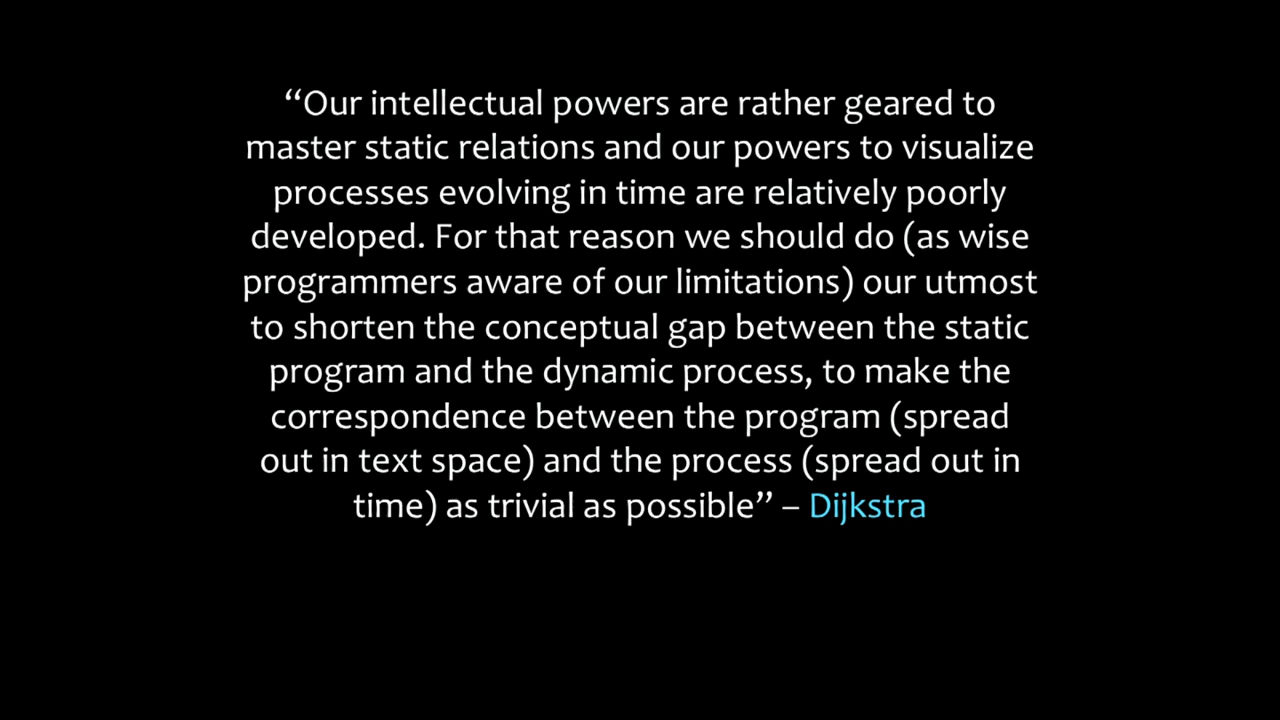 “Our intellectual powers are rather geared to
master static relations and our powers to visualize
processes evolving in time are relatively poorly
developed. For that reason we should do (as wise
programmers aware of our limitations) our utmost
to shorten the conceptual gap between the static
program and the dynamic process, to make the
correspondence between the program (spread
out in text space) and the process (spread out in
time) as trivial as possible” – Dijkstra